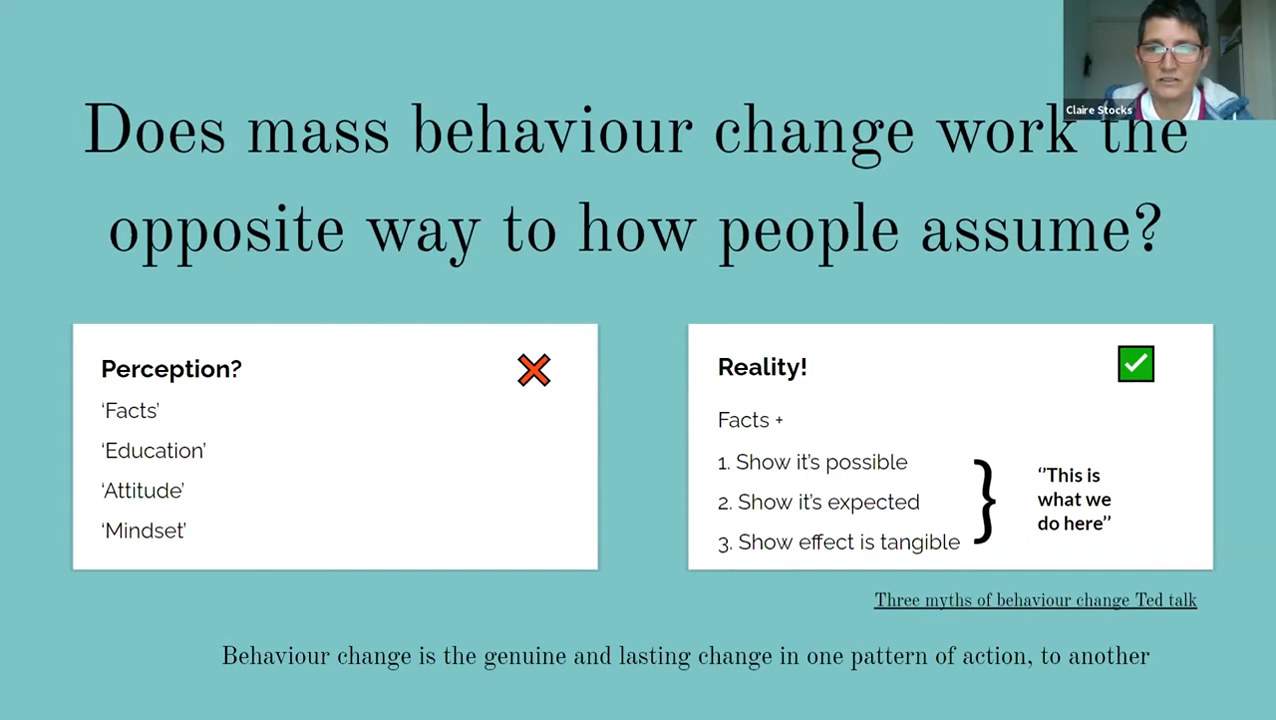 Claire Stocks
Does mass behaviour change work the
opposite way to how people assume?
Perception?
‘Facts’
‘Education’
‘Attitude’
‘Mindset’
Reality!
Facts +
1. Show it’s possible
2. Show it’s expected
3. Show effect is tangible
‘’This is
what we
do here’’
Three myths of behaviour change Ted talk
Behaviour change is the genuine and lasting change in one pattern of action, to another